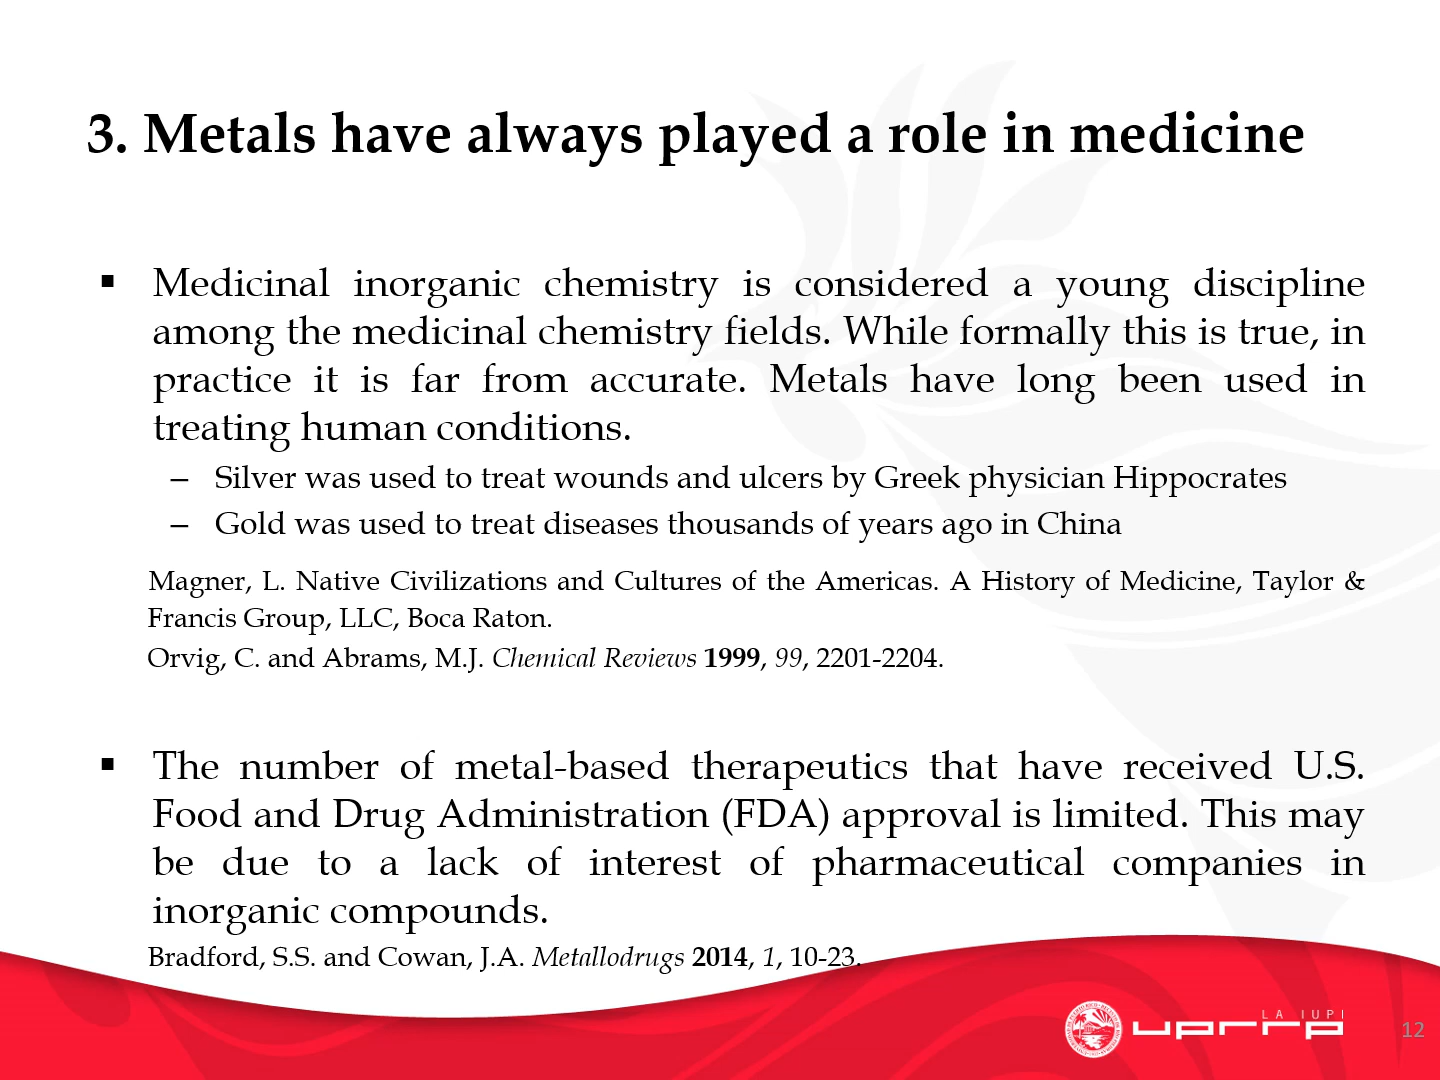 3. Metals have always played a role in medicine
▪ Medicinal inorganic chemistry is considered a young discipline
among the medicinal chemistry fields. While formally this is true, in
practice it is far from accurate. Metals have long been used in
treating human conditions.
– Silver was used to treat wounds and ulcers by Greek physician Hippocrates
– Gold was used to treat diseases thousands of years ago in China
Magner, L. Native Civilizations and Cultures of the Americas. A History of Medicine, Taylor &
Francis Group, LLC, Boca Raton.
Orvig, C. and Abrams, M.J. Chemical Reviews 1999, 99, 2201-2204.
▪ The number of metal-based therapeutics that have received U.S.
Food and Drug Administration (FDA) approval is limited. This may
be due to a lack of interest of pharmaceutical companies in
inorganic compounds.
Bradford, S.S. and Cowan, J.A. Metallodrugs 2014, 1, 10-23.
LA IUPI
uprrp
12